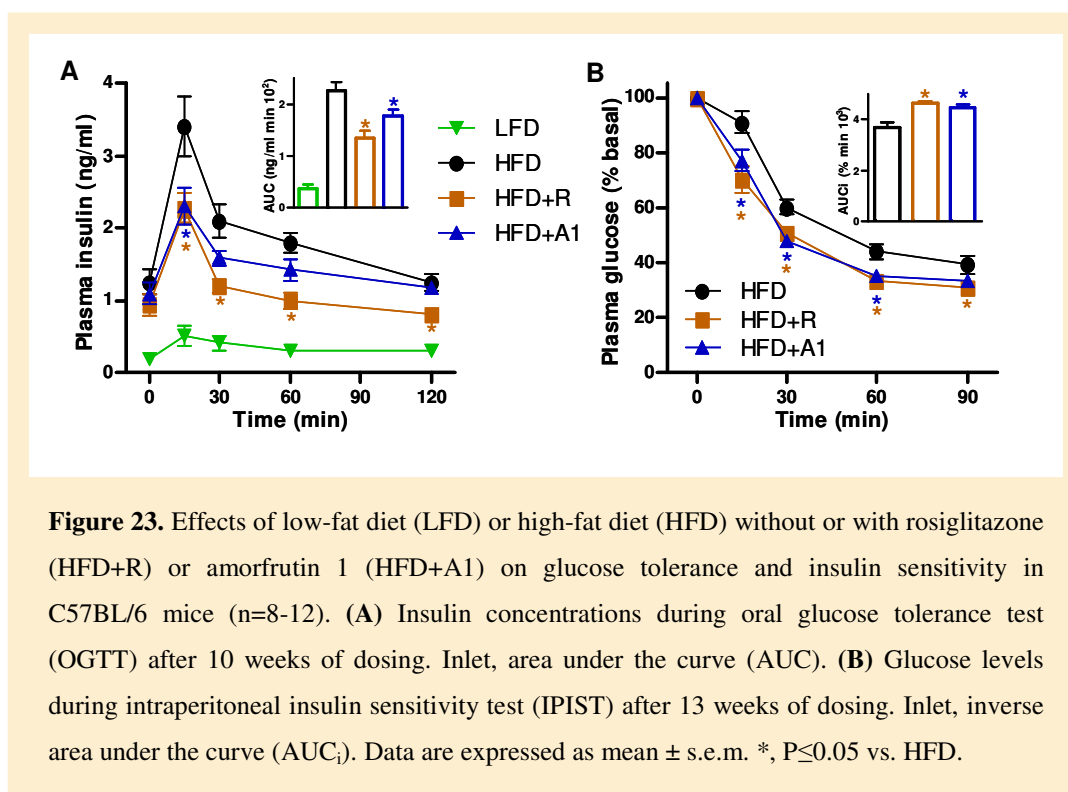 A
Plasma insulin (ng/ml)
4
3
2
1
0
0 30 60 90 120
Time (min)
AUC (ng/ml min 10²)
2
1
0
*
*
*
*
*
*
*
LFD
HFD
HFD+R
HFD+A1
B
Plasma glucose (% basal)
100
80
60
40
20
0
0 30 60 90
Time (min)
AUCi (% min 10³)
4
2
0
* *
*
*
*
*
*
*
*
HFD
HFD+R
HFD+A1
Figure 23. Effects of low-fat diet (LFD) or high-fat diet (HFD) without or with rosiglitazone
(HFD+R) or amorfrutin 1 (HFD+A1) on glucose tolerance and insulin sensitivity in
C57BL/6 mice (n=8-12). (A) Insulin concentrations during oral glucose tolerance test
(OGTT) after 10 weeks of dosing. Inlet, area under the curve (AUC). (B) Glucose levels
during intraperitoneal insulin sensitivity test (IPIST) after 13 weeks of dosing. Inlet, inverse
area under the curve (AUCi). Data are expressed as mean ± s.e.m. *, P≤0.05 vs. HFD.